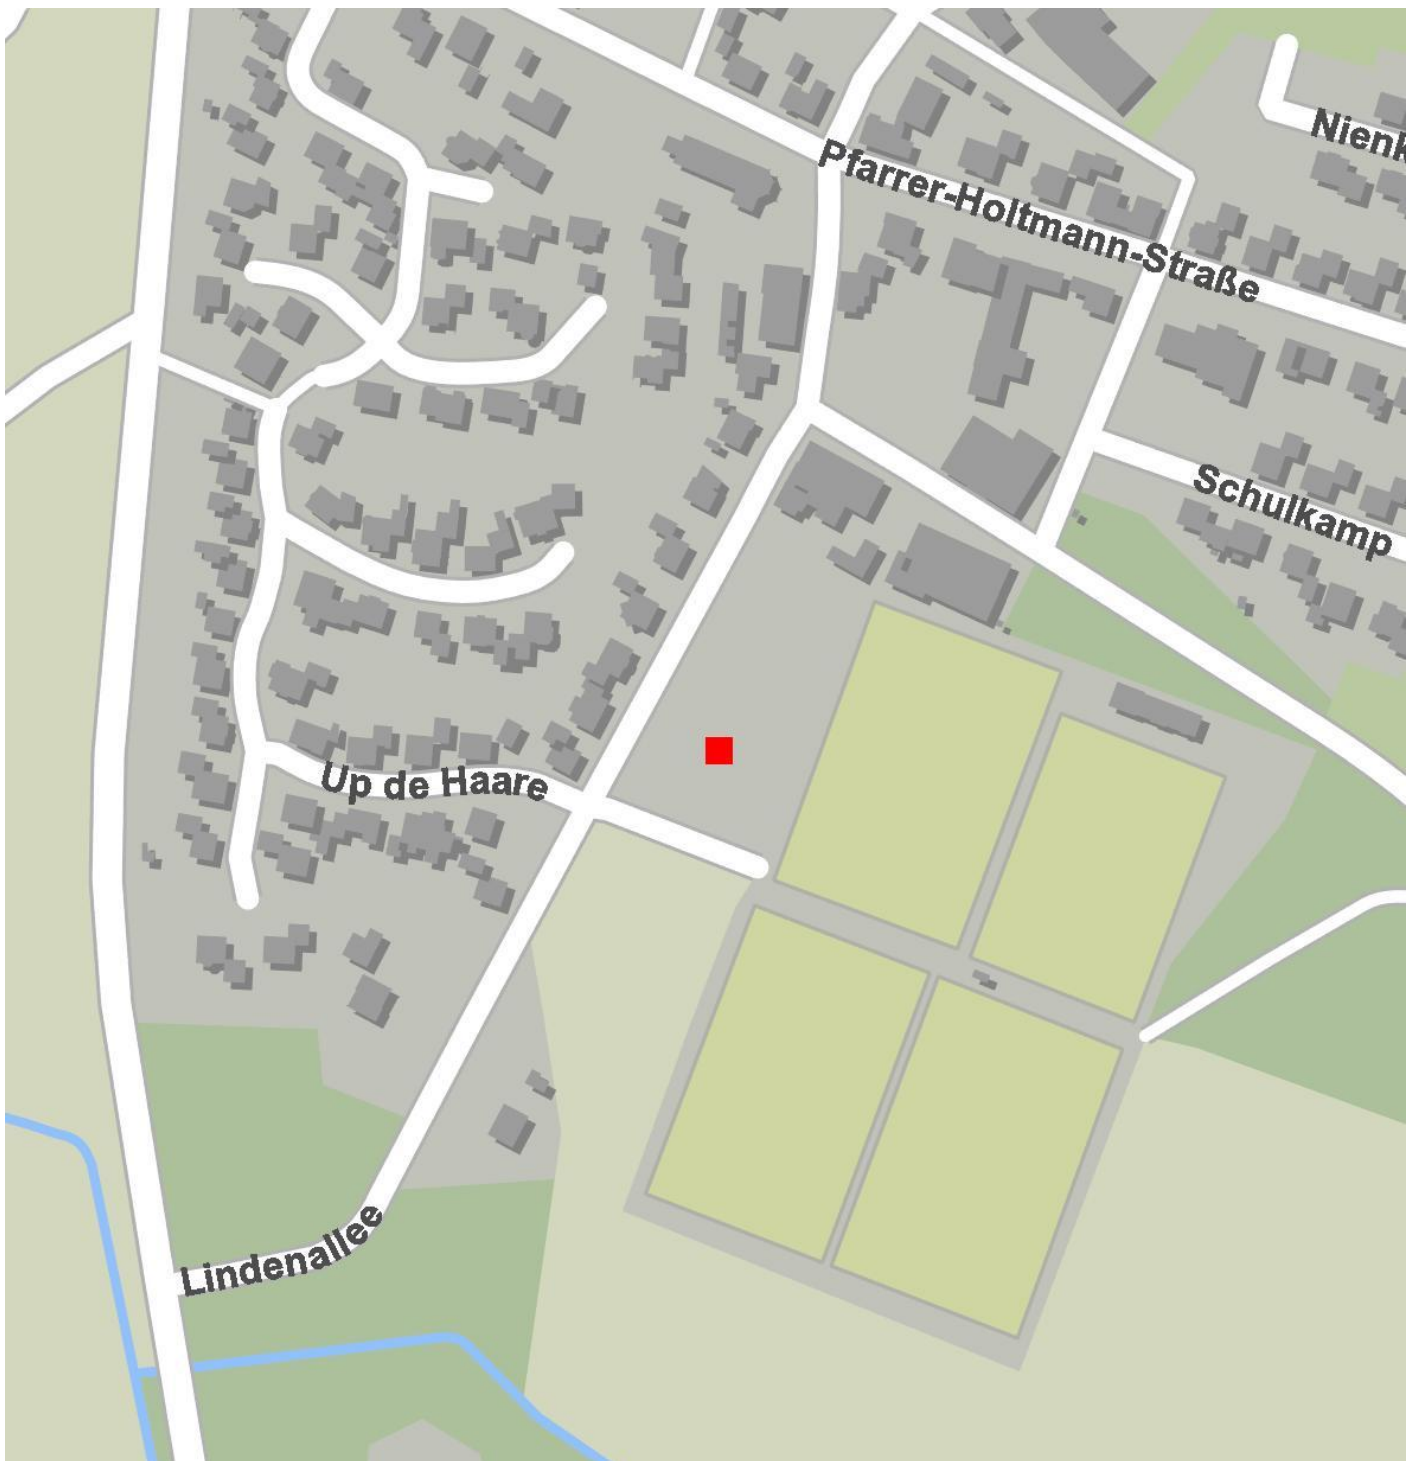 Nienk
Pfarrer-Holtmann-Straße
Schulkamp
Up de Haare
Lindenallee